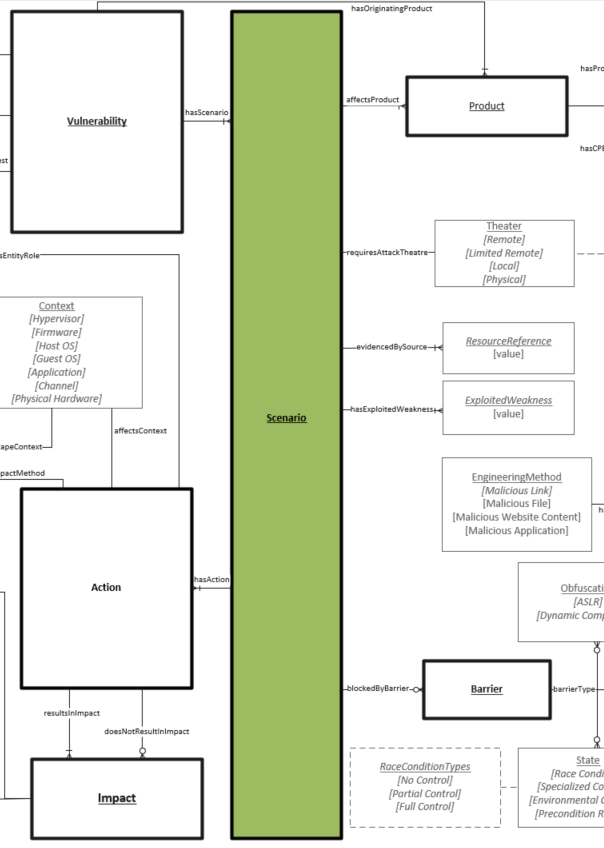 hasOriginatingProduct
hasPro
affectsProduct
Product
hasScenario
Vulnerability
hasCPE
est
Theater
[Remote]
[Limited Remote]
[Local]
[Physical]
requiresAttackTheatre
sEntityRole
Context
[Hypervisor]
[Firmware]
[Host OS]
[Guest OS]
[Application]
[Channel]
[Physical Hardware]
evidencedBySource
ResourceReference
[value]
hasExploitedWeakness
ExploitedWeakness
[value]
Scenario
affectsContext
apeContext
pactMethod
EngineeringMethod
[Malicious Link]
[Malicious File]
[Malicious Website Content]
[Malicious Application]
h
Action
hasAction
Obfuscati
[ASLR]
[Dynamic Comp
blockedByBarrier
Barrier
barrierType
resultsInImpact
doesNotResultInImpact
Impact
RaceConditionTypes
[No Control]
[Partial Control]
[Full Control]
State
[Race Condi
[Specialized Co
[Environmental C
[Precondition R